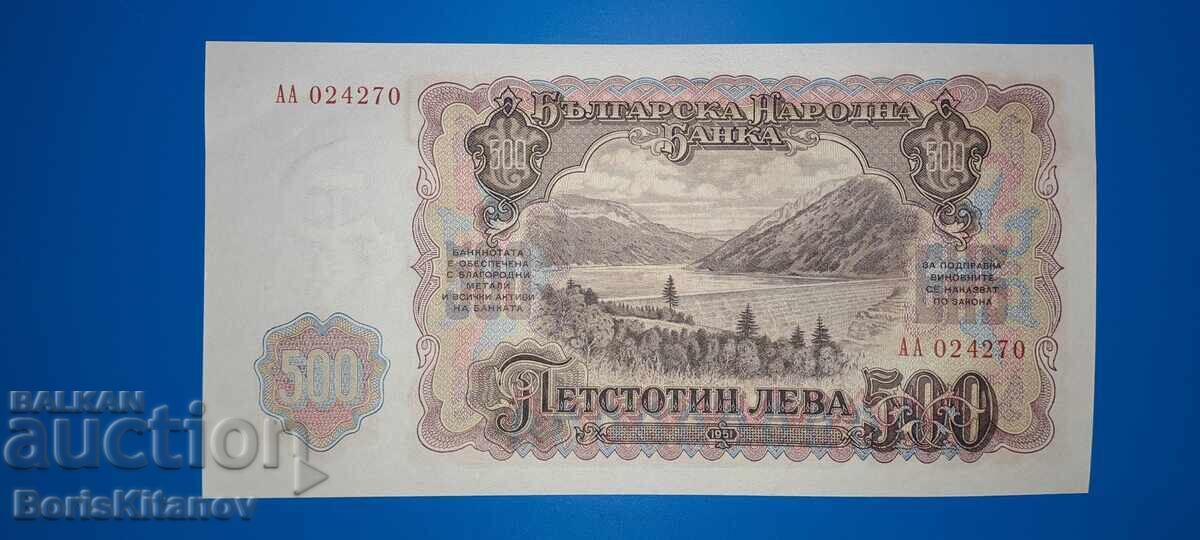 АА 024270
БЪЛГАРСКА НАРОДНА
БАНКА
500
500
БАНКНОТАТА
Е ОБЕЗПЕЧЕНА
С БЛАГОРОДНИ
МЕТАЛИ
И ВСИЧКИ АКТИВИ
НА БАНКАТА
ЗА ПОДПРАВКА
ВИНОВНИТЕ
СЕ НАКАЗВАТ
ПО ЗАКОНА
АА 024270
500
ПЕТСТОТИН ЛЕВА 500
1951
BALKAN
auction
BorisKitanov